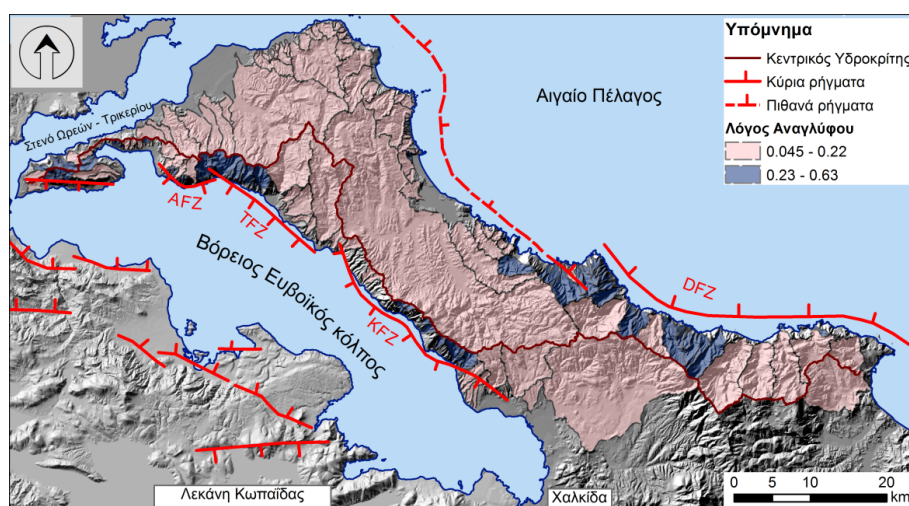 Υπόμνημα
Κεντρικός Υδροκρίτης
Κύρια ρήγματα
Πιθανά ρήγματα
Λόγος Αναγλύφου
0.045 - 0.22
0.23 - 0.63
Αιγαίο Πέλαγος
Στενό Ωρεών - Τρικερίου
AFZ
TFZ
Βόρειος Ευβοϊκός κόλπος
KFZ
DFZ
Λεκάνη Κωπαΐδας
Χαλκίδα
0 5 10 20
km